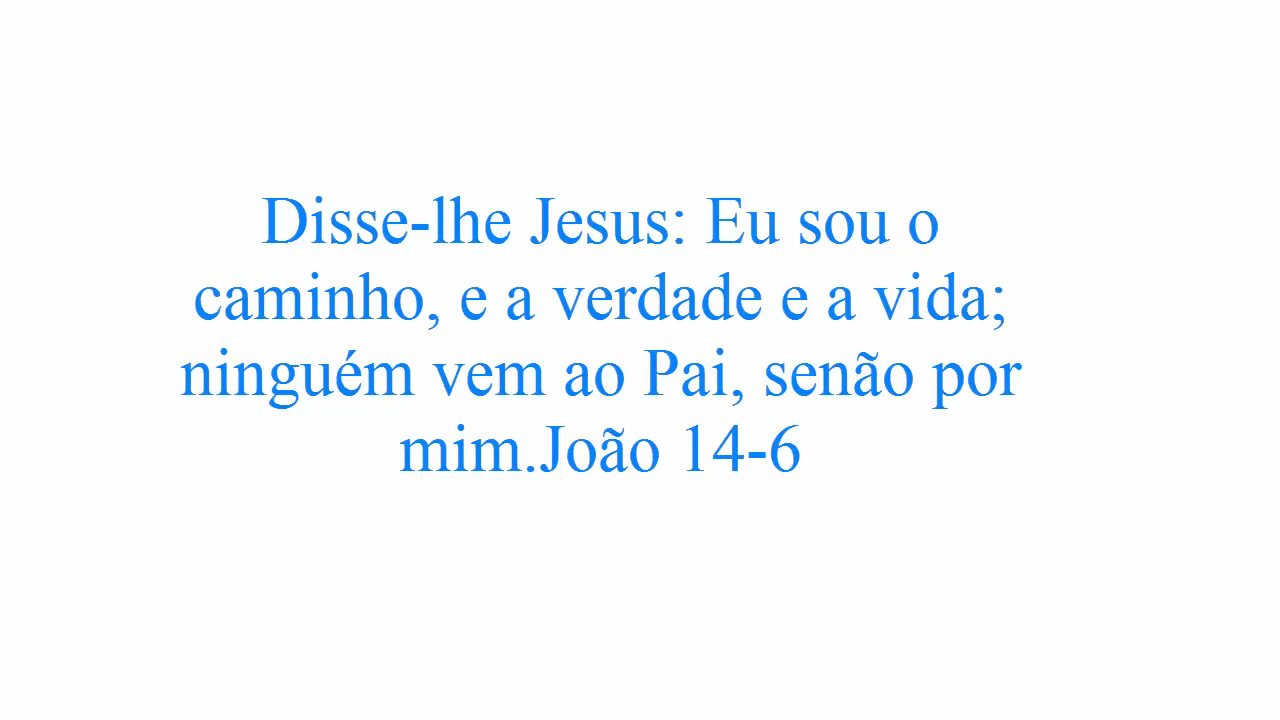 Disse-lhe Jesus: Eu sou o
caminho, e a verdade e a vida;
ninguém vem ao Pai, senão por
mim.João 14-6